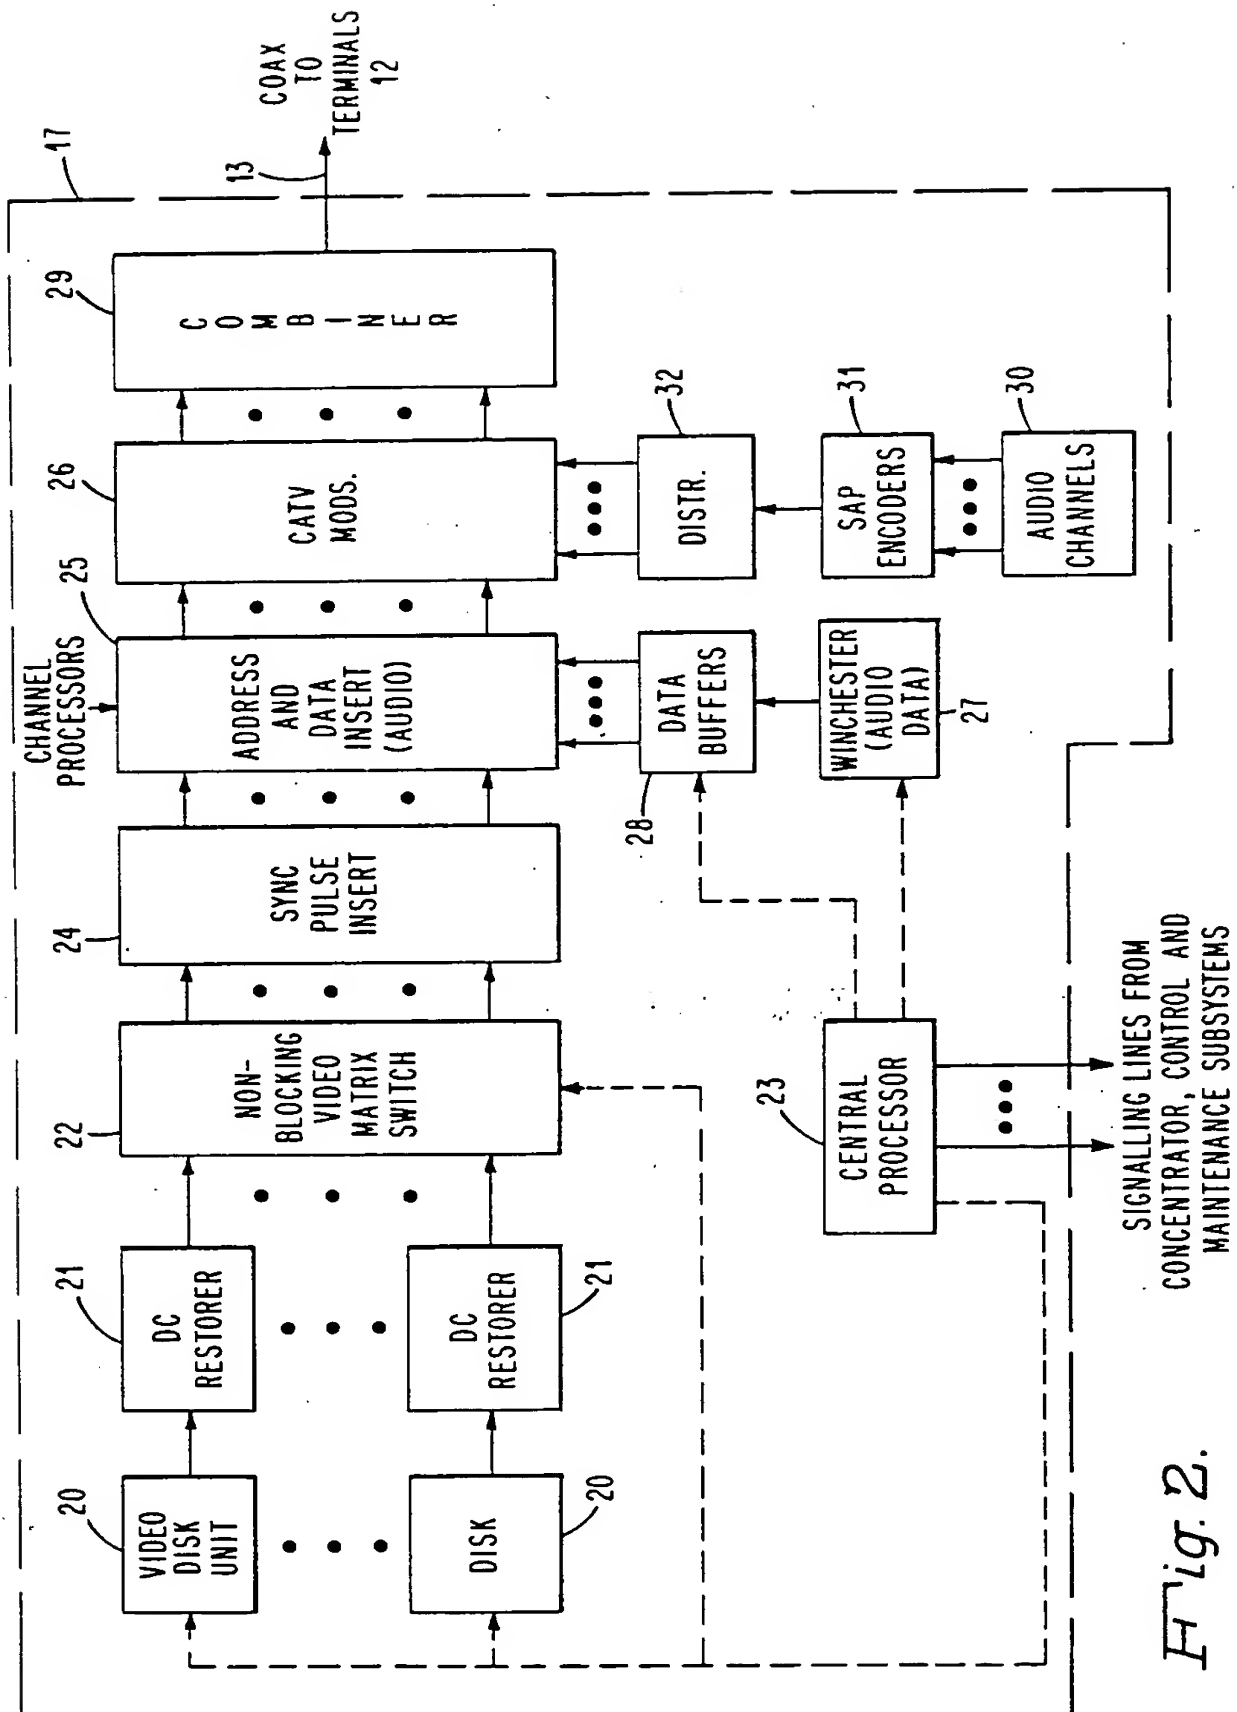 17
COAX
TO
TERMINALS
12
13
29
COMBINER
26
CATV
MODS.
CHANNEL
PROCESSORS
25
ADDRESS
AND
DATA
INSERT
(AUDIO)
24
SYNC
PULSE
INSERT
22
NON-
BLOCKING
VIDEO
MATRIX
SWITCH
21
DC
RESTORER
DC
RESTORER
21
20
VIDEO
DISK
UNIT
DISK
20
32
DISTR.
31
SAP
ENCODERS
30
AUDIO
CHANNELS
28
DATA
BUFFERS
WINCHESTER
(AUDIO
DATA)
27
23
CENTRAL
PROCESSOR
SIGNALLING LINES FROM
CONCENTRATOR, CONTROL AND
MAINTENANCE SUBSYSTEMS
Fig. 2.